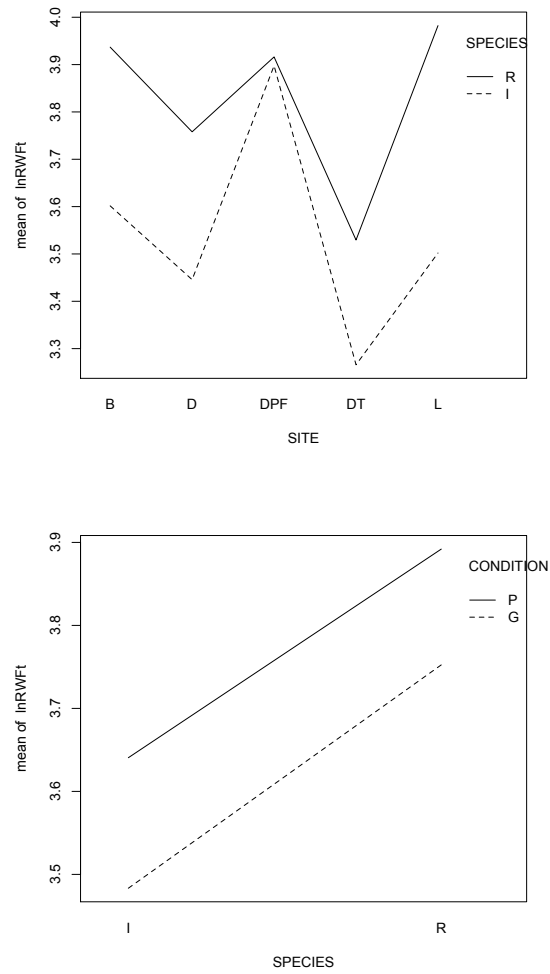 4.0
SPECIES
3.9
R
I
3.8
3.7
mean of lnRWFt
3.6
3.5
3.4
3.3
B D DPF DT L
SITE
3.9
CONDITION
P
G
3.8
3.7
mean of lnRWFt
3.6
3.5
I R
SPECIES